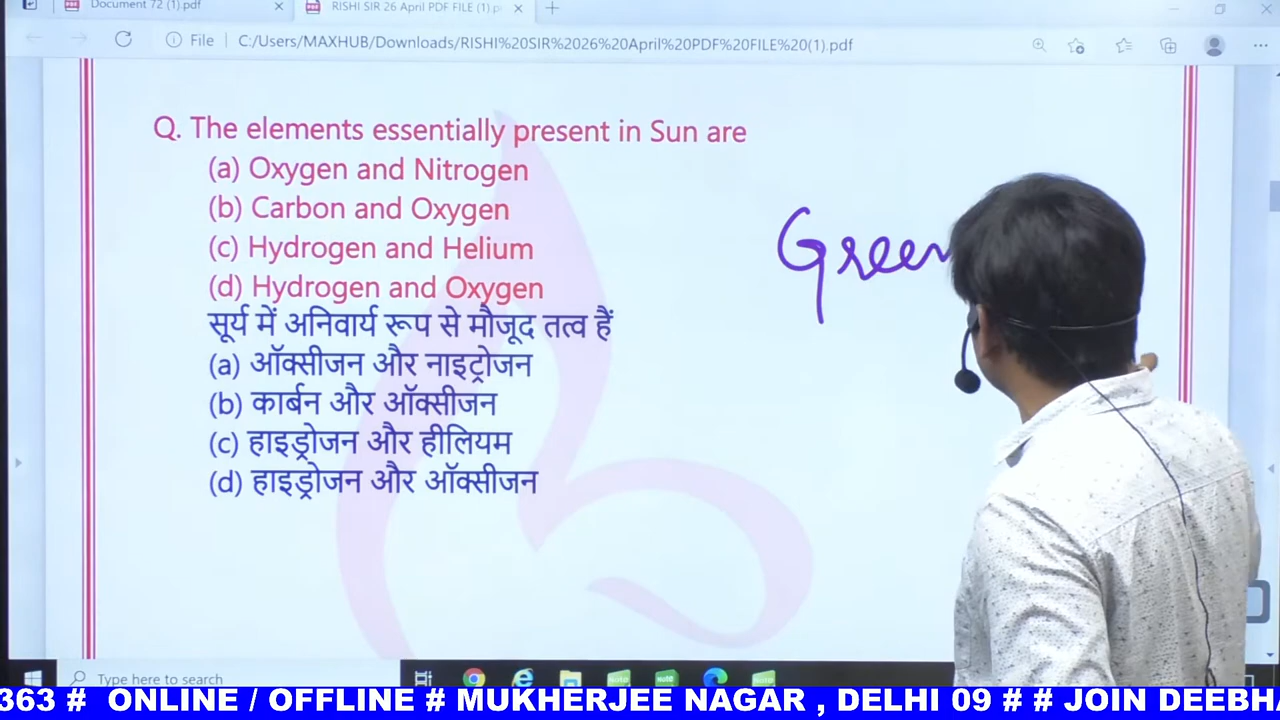 Document 72 (1).pdf
RISHI SIR 26 April PDF FILE (1).p
File | C:/Users/MAXHUB/Downloads/RISHI%20SIR%2026%20April%20PDF%20FILE%20(1).pdf
Q. The elements essentially present in Sun are
(a) Oxygen and Nitrogen
(b) Carbon and Oxygen
(c) Hydrogen and Helium
(d) Hydrogen and Oxygen
Green
सूर्य में अनिवार्य रूप से मौजूद तत्व हैं
(a) ऑक्सीजन और नाइट्रोजन
(b) कार्बन और ऑक्सीजन
(c) हाइड्रोजन और हीलियम
(d) हाइड्रोजन और ऑक्सीजन
Type here to search
363 # ONLINE / OFFLINE # MUKHERJEE NAGAR , DELHI 09 # # JOIN DEEBHA